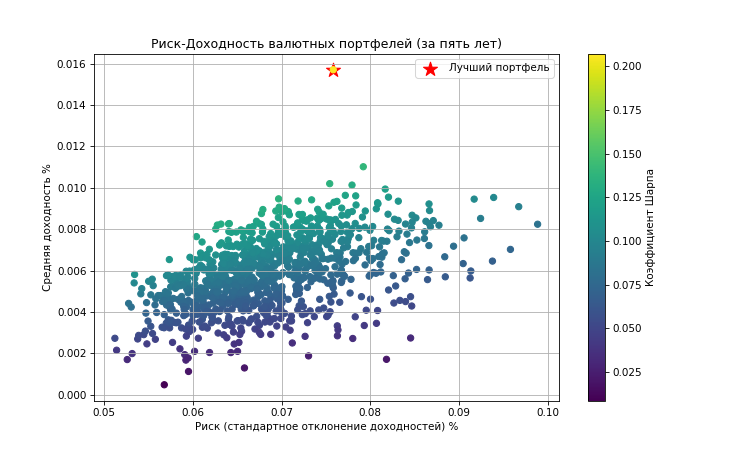 Риск-Доходность валютных портфелей (за пять лет)
Лучший портфель
Средняя доходность %
0.016
0.014
0.012
0.010
0.008
0.006
0.004
0.002
0.000
0.05 0.06 0.07 0.08 0.09 0.10
Риск (стандартное отклонение доходностей) %
0.200
0.175
0.150
0.125
0.100
0.075
0.050
0.025
Коэффициент Шарпа